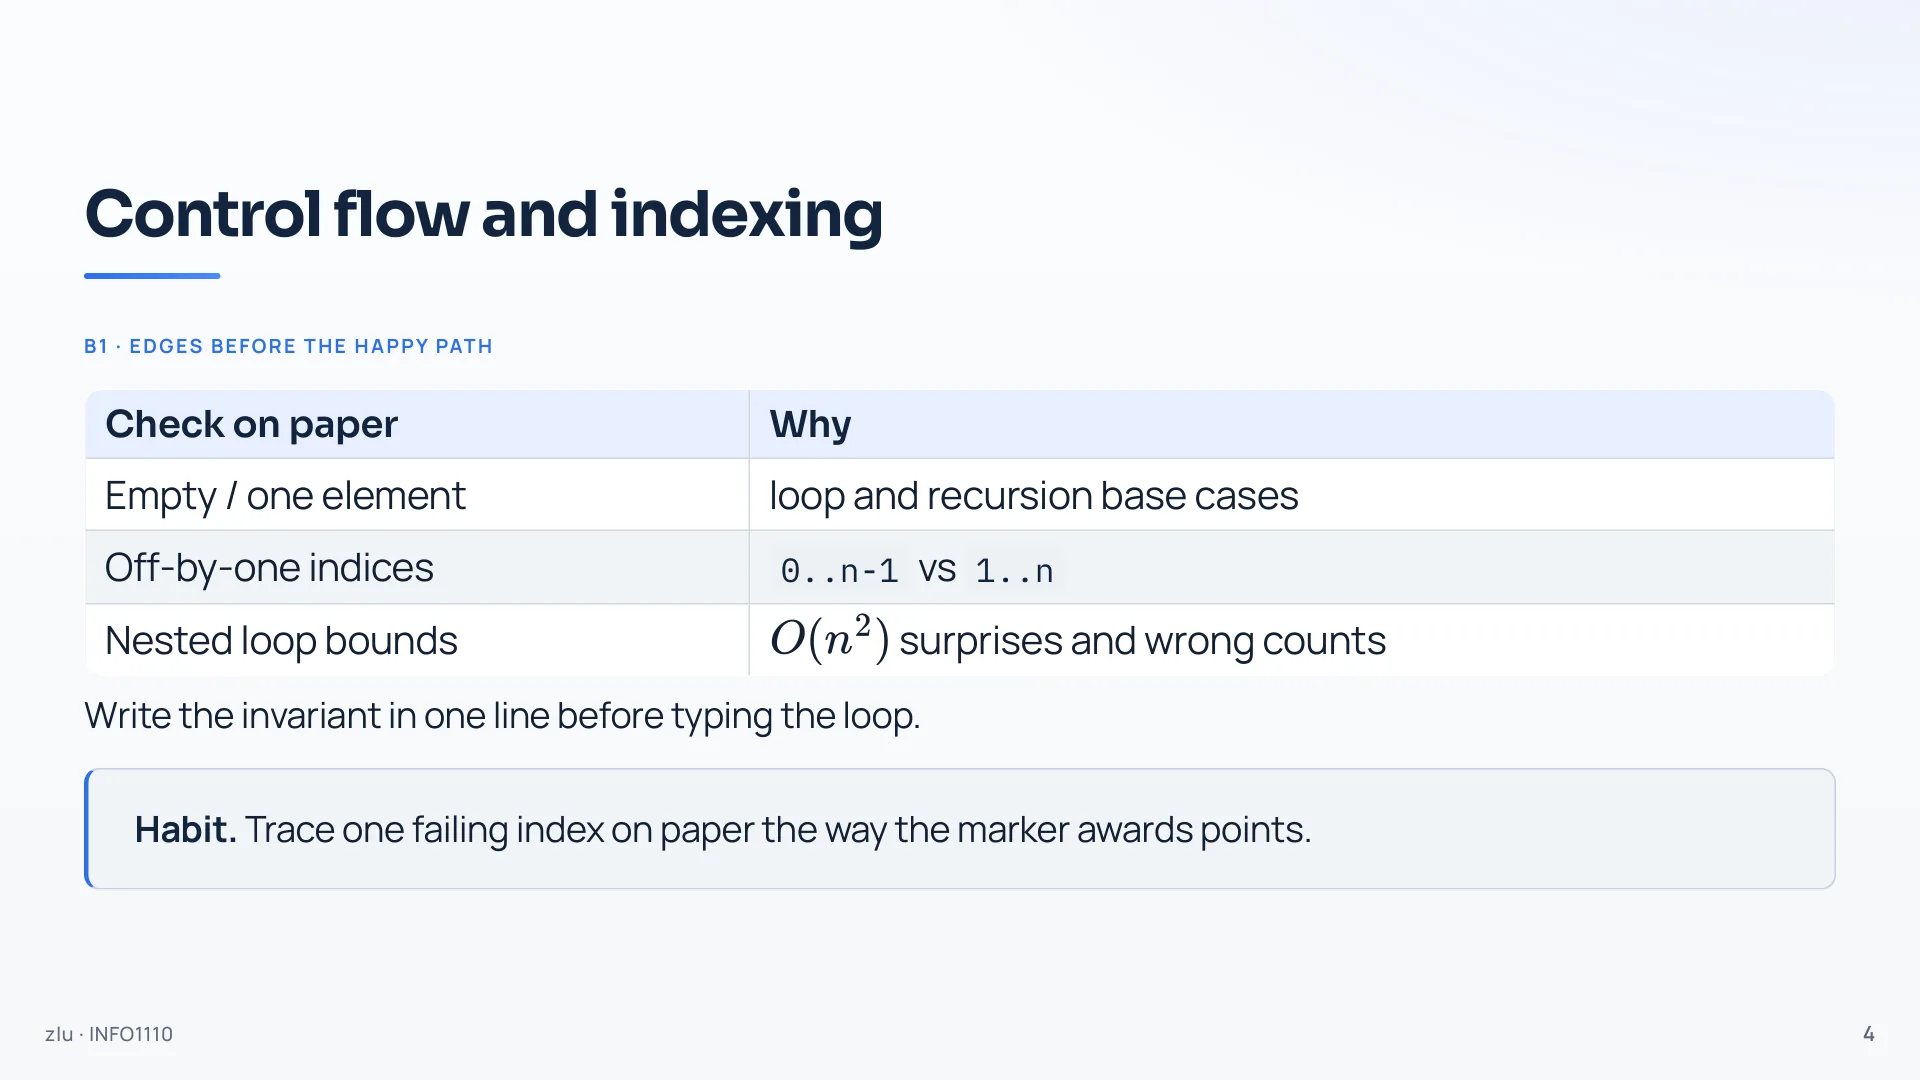 Control flow and indexing
B1 · EDGES BEFORE THE HAPPY PATH
Check on paper Why
Empty / one element loop and recursion base cases
Off-by-one indices 0..n-1 vs 1..n
Nested loop bounds O(n²) surprises and wrong counts
Write the invariant in one line before typing the loop.
Habit. Trace one failing index on paper the way the marker awards points.
zlu · INFO1110 4